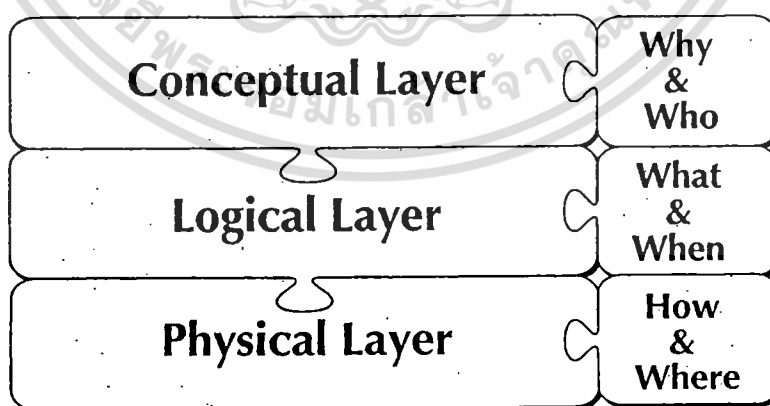 Conceptual Layer
Why
&
Who
Logical Layer
What
&
When
Physical Layer
How
&
Where